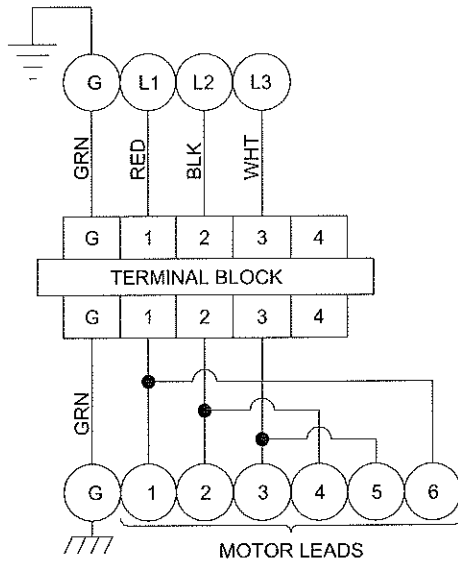 G L1 L2 L3
GRN RED BLK WHT
G 1 2 3 4
TERMINAL BLOCK
G 1 2 3 4
GRN
G 1 2 3 4 5 6
MOTOR LEADS